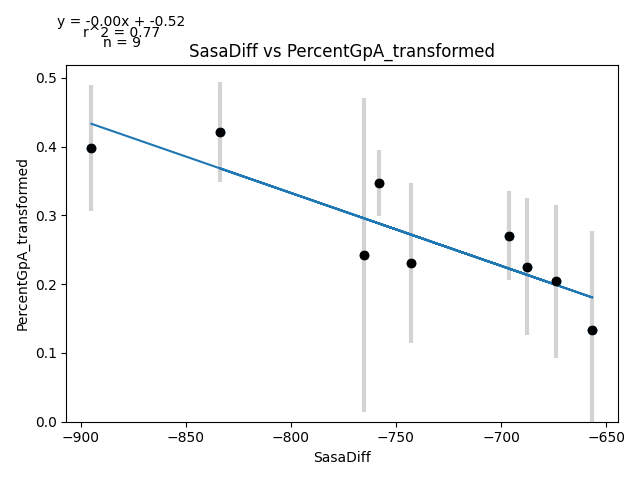 y = -0.00x + -0.52
r^2 = 0.77
n = 9
SasaDiff vs PercentGpA_transformed
PercentGpA_transformed
0.5
0.4
0.3
0.2
0.1
0.0
−900
−850
−800
−750
−700
−650
SasaDiff